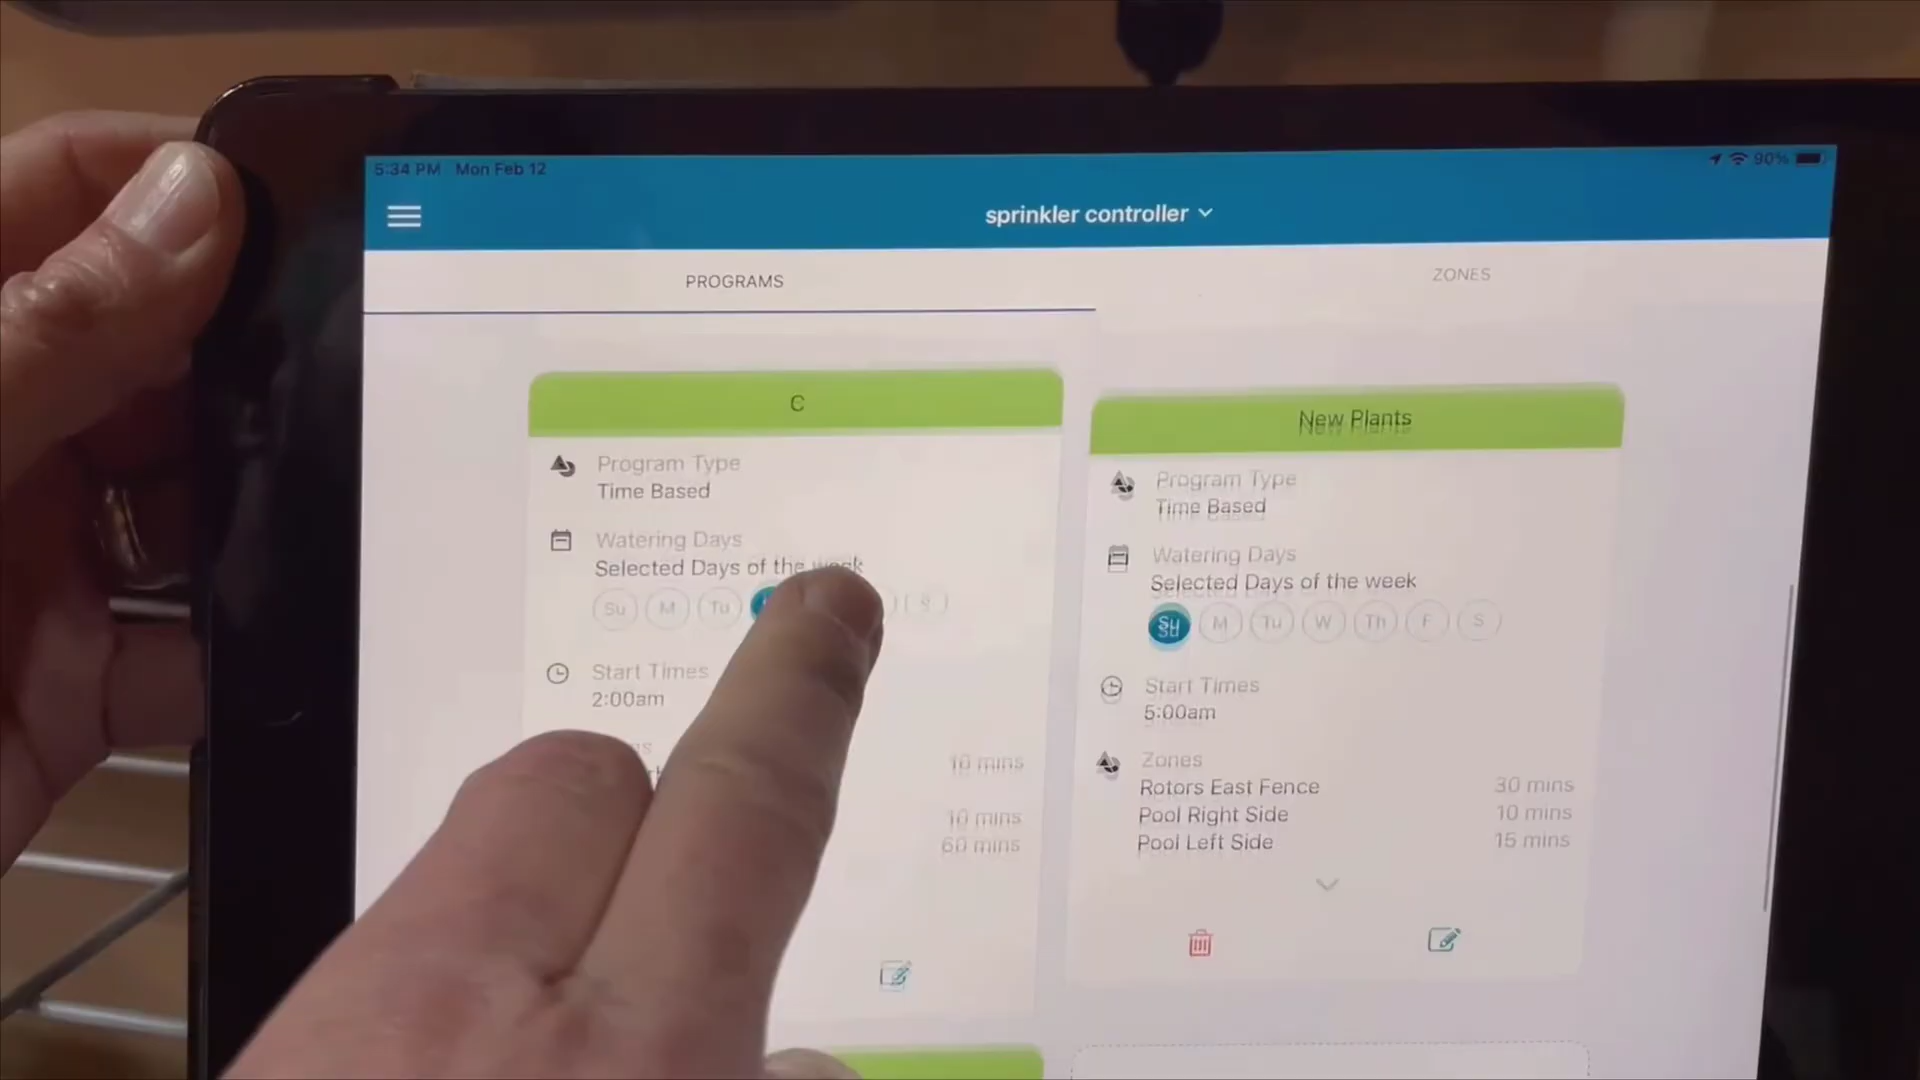 5:34 PM Mon Feb 12
90%
sprinkler controller
PROGRAMS
ZONES
C
Program Type
Time Based
Watering Days
Selected Days of the week
Su M Tu S
Start Times
2:00am
10 mins
10 mins
60 mins
New Plants
Program Type
Time Based
Watering Days
Selected Days of the week
Su M Tu W Th F S
Start Times
5:00am
Zones
Rotors East Fence 30 mins
Pool Right Side 10 mins
Pool Left Side 15 mins